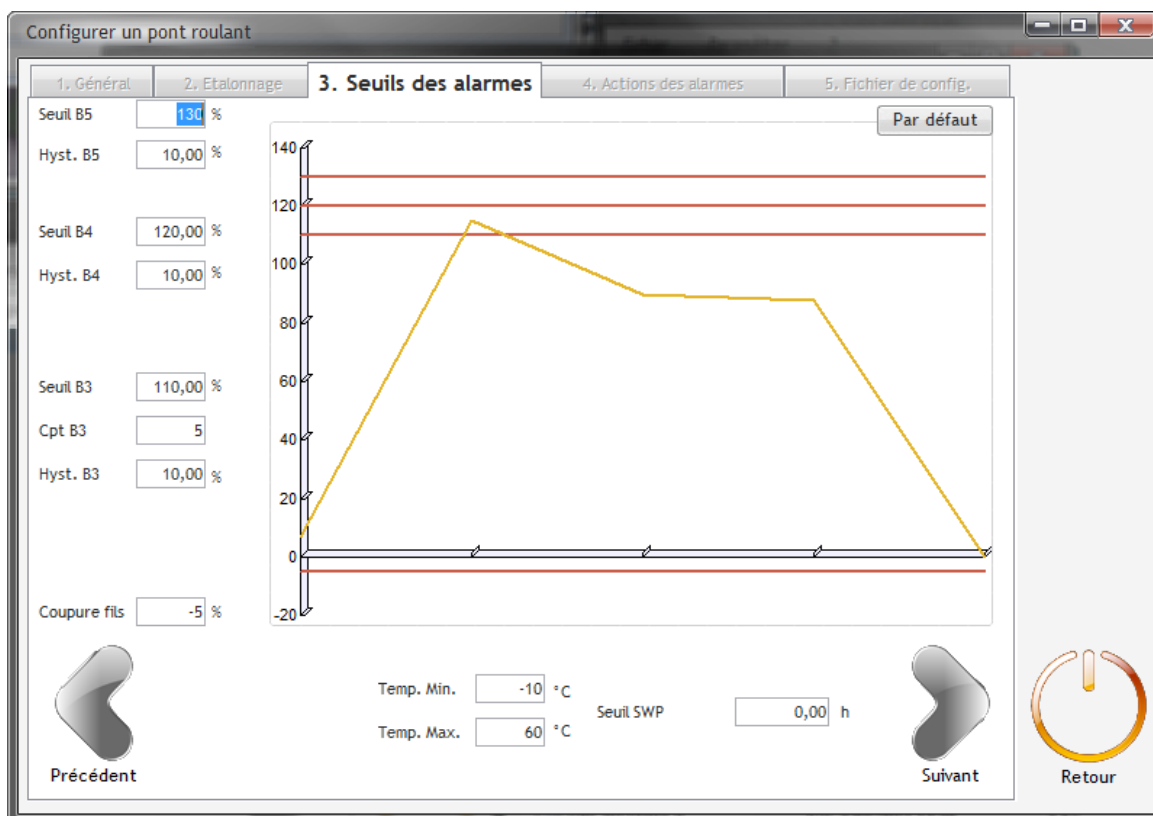 Configurer un pont roulant
1. Général 2. Etalonnage 3. Seuils des alarmes 4. Actions des alarmes 5. Fichier de config.
Seuil B5 130 %
Par défaut
Hyst. B5 10,00 %
Seuil B4 120,00 %
Hyst. B4 10,00 %
Seuil B3 110,00 %
Cpt B3 5
Hyst. B3 10,00 %
Coupure fils -5 %
140
120
100
80
60
40
20
0
-20
Temp. Min. -10 °C
Temp. Max. 60 °C
Seuil SWP 0,00 h
Précédent
Suivant
Retour